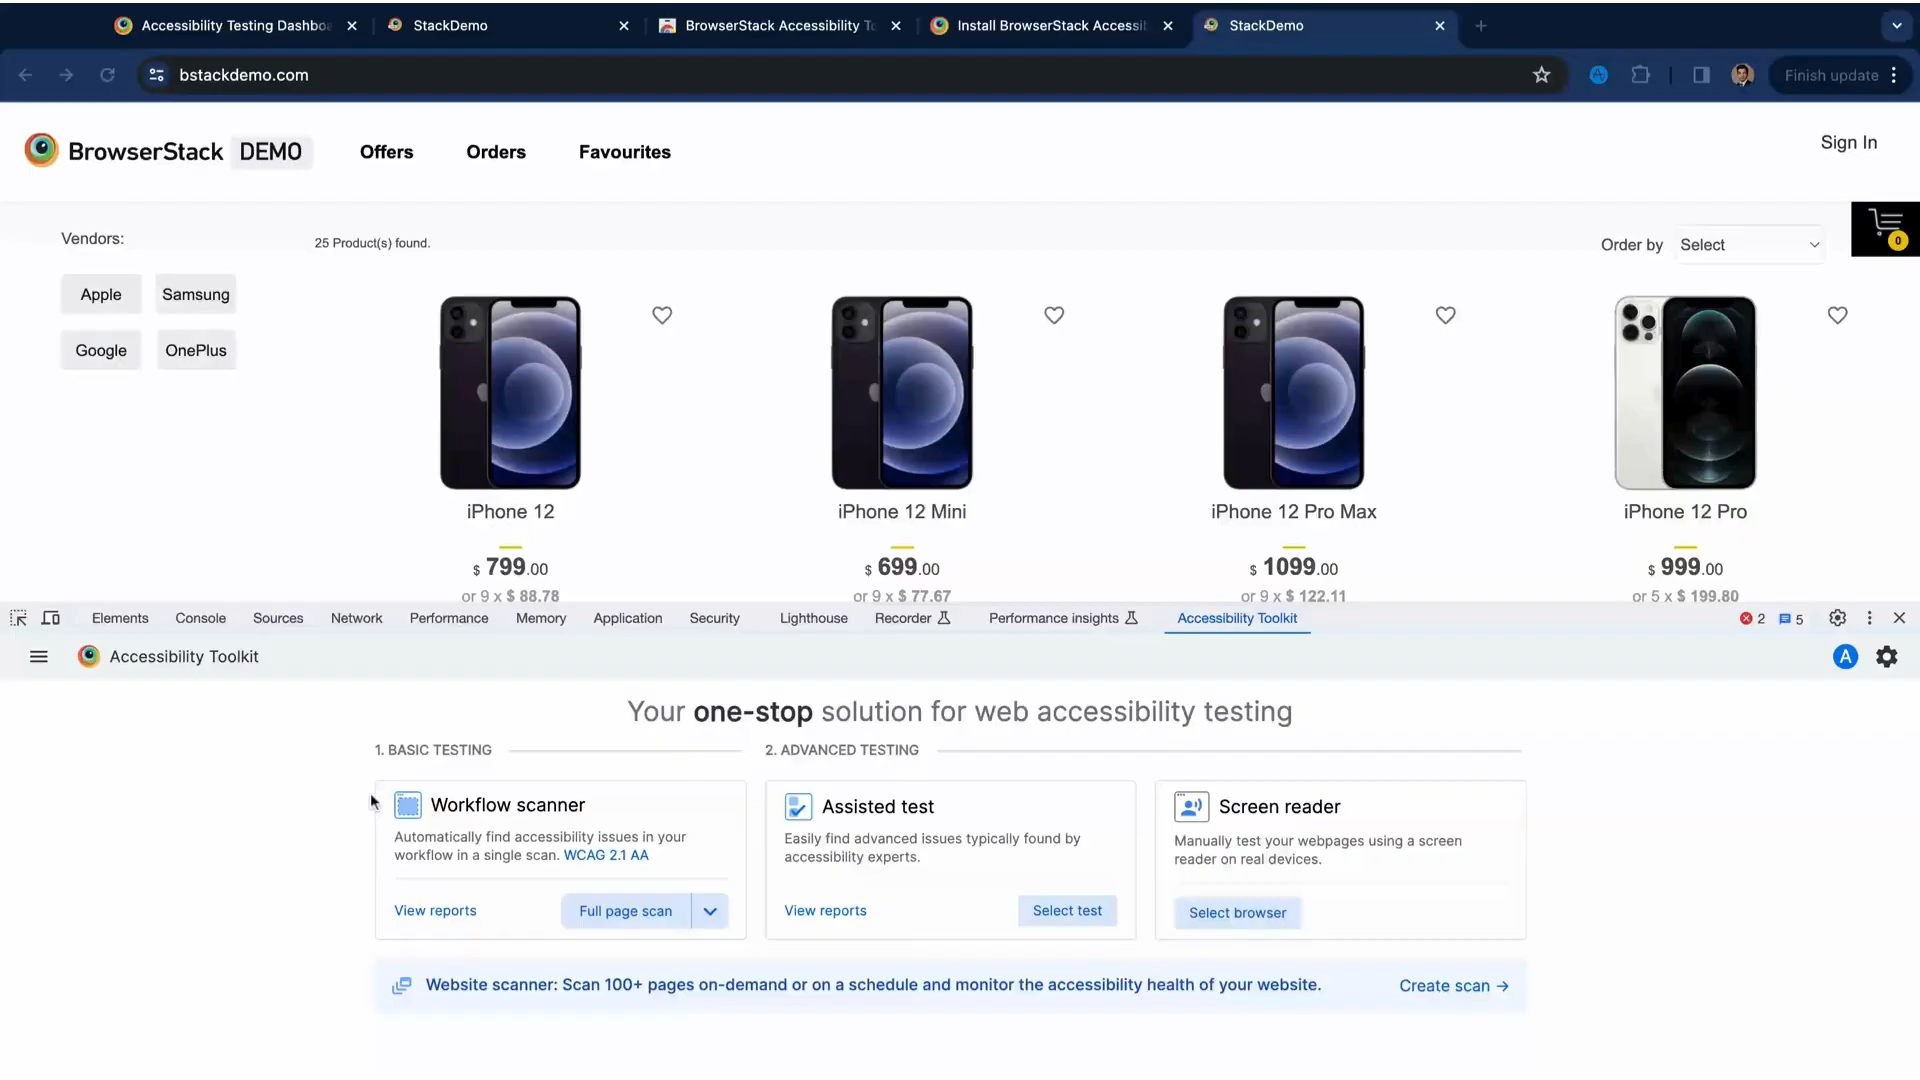 Accessibility Testing Dashbo
StackDemo
BrowserStack Accessibility To
Install BrowserStack Accessib
StackDemo
bstackdemo.com
Finish update
BrowserStack DEMO
Offers
Orders
Favourites
Sign In
Vendors:
25 Product(s) found.
Order by
Select
0
Apple
Samsung
Google
OnePlus
iPhone 12
iPhone 12 Mini
iPhone 12 Pro Max
iPhone 12 Pro
$ 799.00
$ 699.00
$ 1099.00
$ 999.00
or 9 x $ 88.78
or 9 x $ 77.67
or 9 x $ 122.11
or 5 x $ 199.80
Elements
Console
Sources
Network
Performance
Memory
Application
Security
Lighthouse
Recorder
Performance insights
Accessibility Toolkit
2
5
Accessibility Toolkit
A
Your one-stop solution for web accessibility testing
1. BASIC TESTING
2. ADVANCED TESTING
Workflow scanner
Automatically find accessibility issues in your
workflow in a single scan. WCAG 2.1 AA
View reports
Full page scan
Assisted test
Easily find advanced issues typically found by
accessibility experts.
View reports
Select test
Screen reader
Manually test your webpages using a screen
reader on real devices.
Select browser
Website scanner: Scan 100+ pages on-demand or on a schedule and monitor the accessibility health of your website.
Create scan →